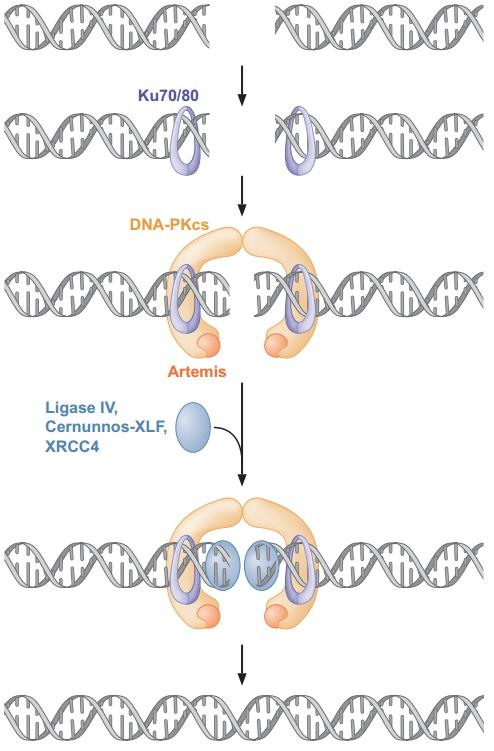 Ku70/80
DNA-PKcs
Artemis
Ligase IV,
Cernunnos-XLF,
XRCC4